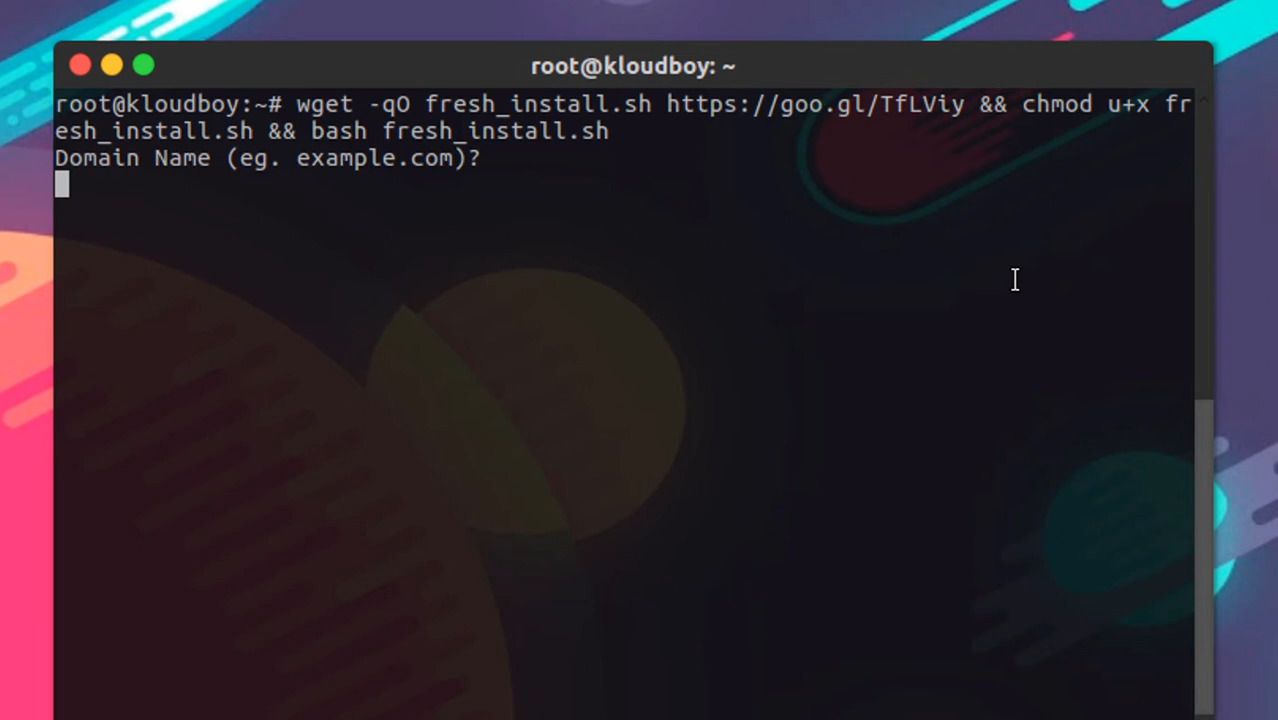 root@kloudboy: ~
root@kloudboy:~# wget -qO fresh_install.sh https://goo.gl/TfLViy && chmod u+x fr
esh_install.sh && bash fresh_install.sh
Domain Name (eg. example.com)?